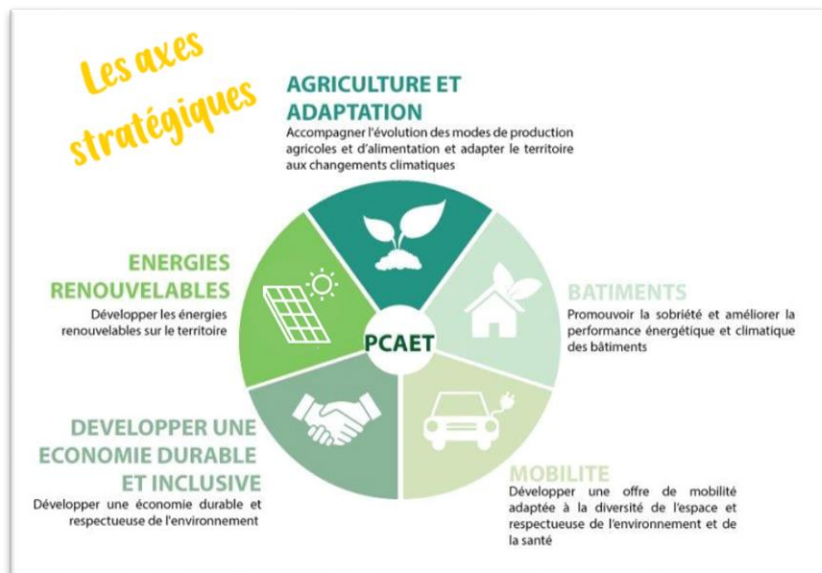 Les axes
stratégiques
AGRICULTURE ET
ADAPTATION
Accompagner l'évolution des modes de production
agricoles et d'alimentation et adapter le territoire
aux changements climatiques
ENERGIES
RENOUVELABLES
Développer les énergies
renouvelables sur le territoire
BATIMENTS
Promouvoir la sobriété et améliorer la
performance énergétique et climatique
des bâtiments
PCAET
DEVELOPPER UNE
ECONOMIE DURABLE
ET INCLUSIVE
Développer une économie durable et
respectueuse de l'environnement
MOBILITE
Développer une offre de mobilité
adaptée à la diversité de l'espace et
respectueuse de l'environnement et de
la santé